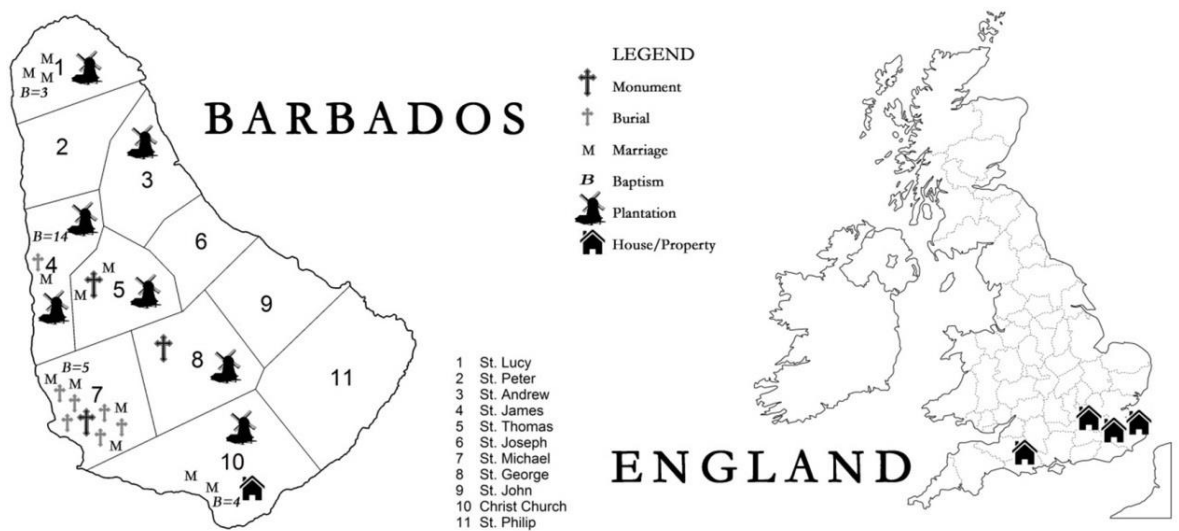 BARBADOS
M
1
M
M
B=3
2
3
B=14
4
M
M
5
M
6
9
8
11
B=5
M
M
7
M
M
10
M
M
B=4
1 St. Lucy
2 St. Peter
3 St. Andrew
4 St. James
5 St. Thomas
6 St. Joseph
7 St. Michael
8 St. George
9 St. John
10 Christ Church
11 St. Philip
LEGEND
Monument
Burial
M Marriage
B Baptism
Plantation
House/Property
ENGLAND